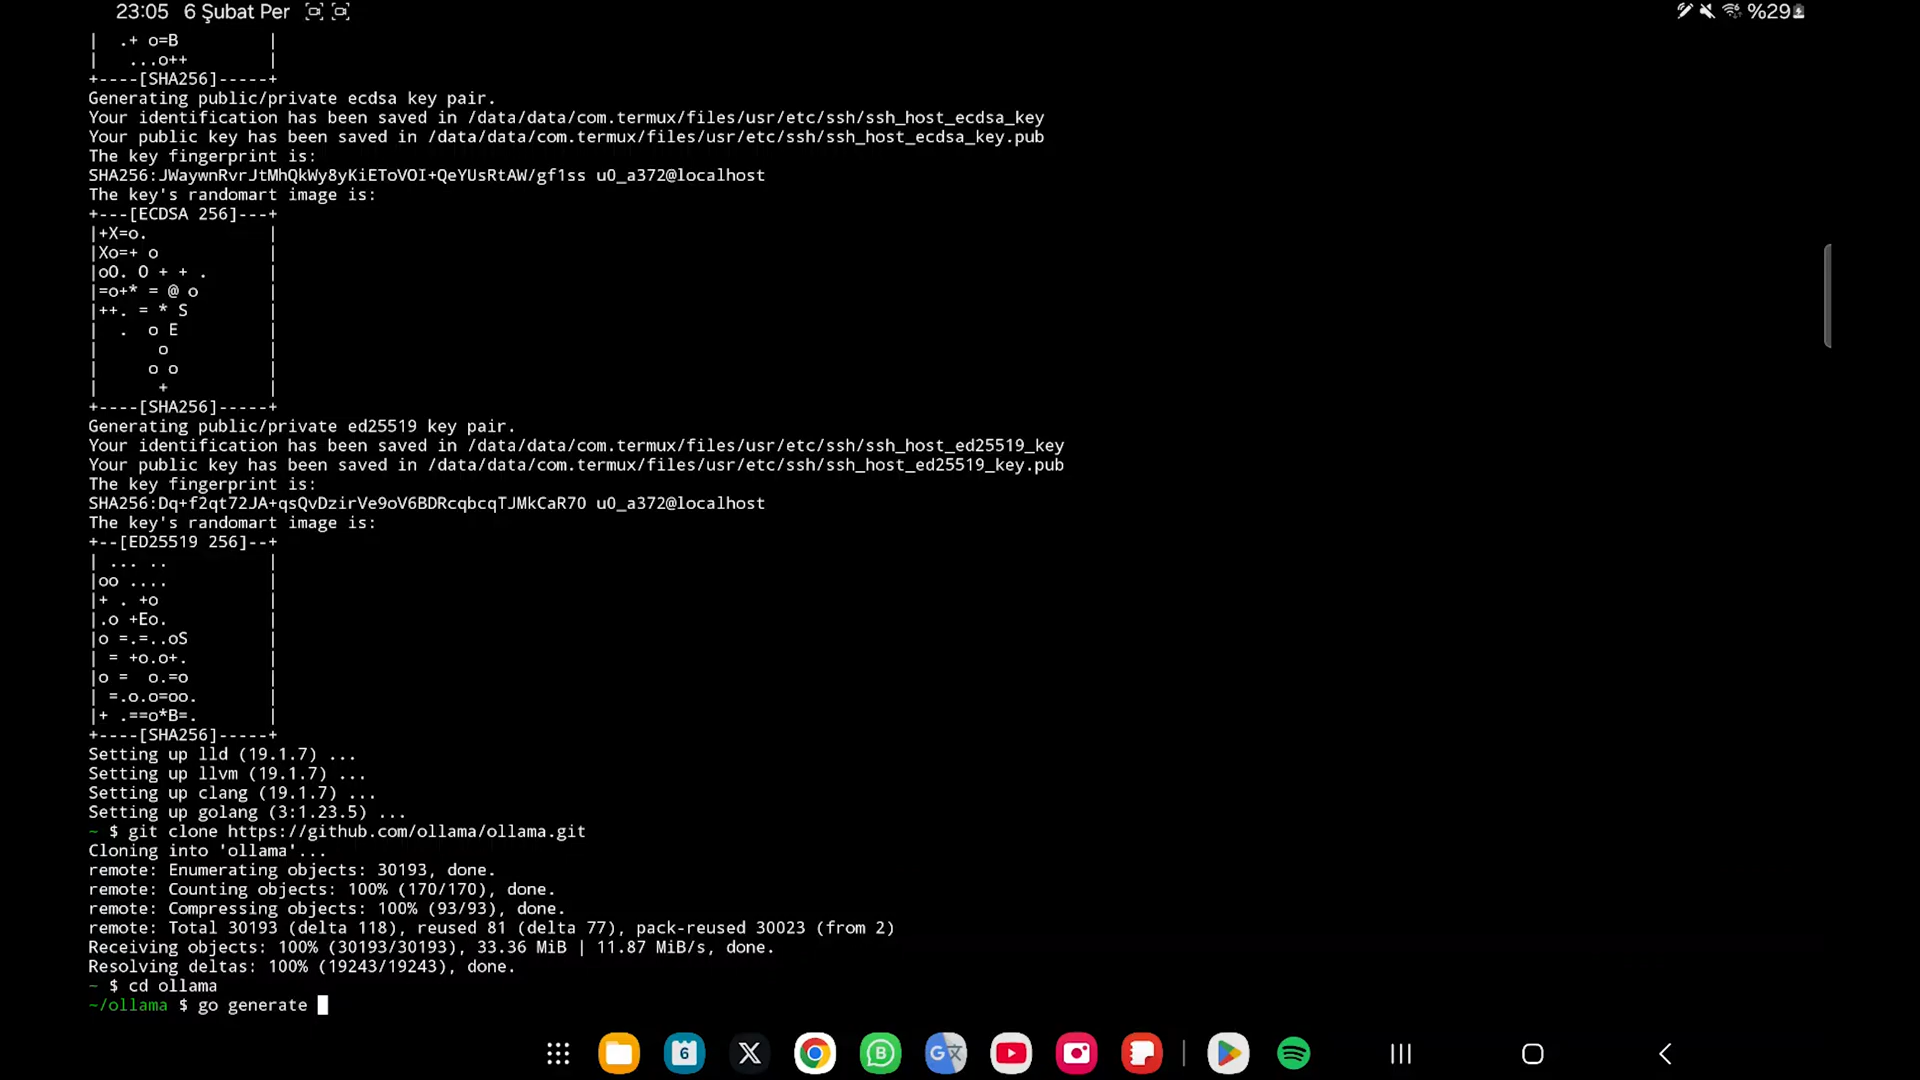 23:05 6 Şubat Per %29
| .+ o=B |
| ...o++ |
+----[SHA256]-----+
Generating public/private ecdsa key pair.
Your identification has been saved in /data/data/com.termux/files/usr/etc/ssh/ssh_host_ecdsa_key
Your public key has been saved in /data/data/com.termux/files/usr/etc/ssh/ssh_host_ecdsa_key.pub
The key fingerprint is:
SHA256:JWaywnRvrJtMhQkWy8yKiEToVOI+QeYUsRtAW/gf1ss u0_a372@localhost
The key's randomart image is:
+---[ECDSA 256]---+
|+X=o. |
|Xo=+ o |
|oO. O + + . |
|=o+* = @ o |
|++. = * S |
| . o E |
| o |
| o o |
| + |
+----[SHA256]-----+
Generating public/private ed25519 key pair.
Your identification has been saved in /data/data/com.termux/files/usr/etc/ssh/ssh_host_ed25519_key
Your public key has been saved in /data/data/com.termux/files/usr/etc/ssh/ssh_host_ed25519_key.pub
The key fingerprint is:
SHA256:Dq+f2qt72JA+qsQvDzirVe9oV6BDRcqbcqTJMkCaR70 u0_a372@localhost
The key's randomart image is:
+--[ED25519 256]--+
| ... .. |
|oo .... |
|+ . +o |
|.o +Eo. |
|o =.=..oS |
| = +o.o+. |
|o = o.=o |
| =.o.o=oo. |
|+ .==o*B=. |
+----[SHA256]-----+
Setting up lld (19.1.7) ...
Setting up llvm (19.1.7) ...
Setting up clang (19.1.7) ...
Setting up golang (3:1.23.5) ...
~ $ git clone https://github.com/ollama/ollama.git
Cloning into 'ollama'...
remote: Enumerating objects: 30193, done.
remote: Counting objects: 100% (170/170), done.
remote: Compressing objects: 100% (93/93), done.
remote: Total 30193 (delta 118), reused 81 (delta 77), pack-reused 30023 (from 2)
Receiving objects: 100% (30193/30193), 33.36 MiB | 11.87 MiB/s, done.
Resolving deltas: 100% (19243/19243), done.
~ $ cd ollama
~/ollama $ go generate
6